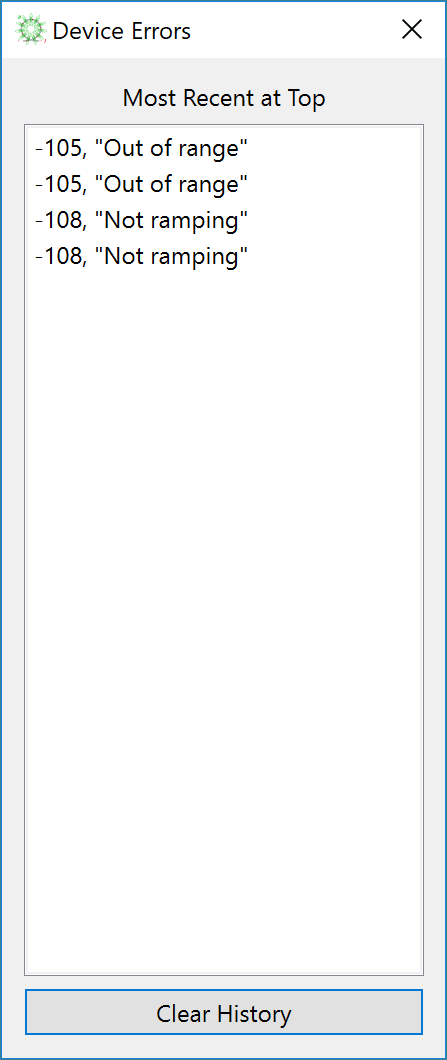 Device Errors
Most Recent at Top
-105, "Out of range"
-105, "Out of range"
-108, "Not ramping"
-108, "Not ramping"
Clear History